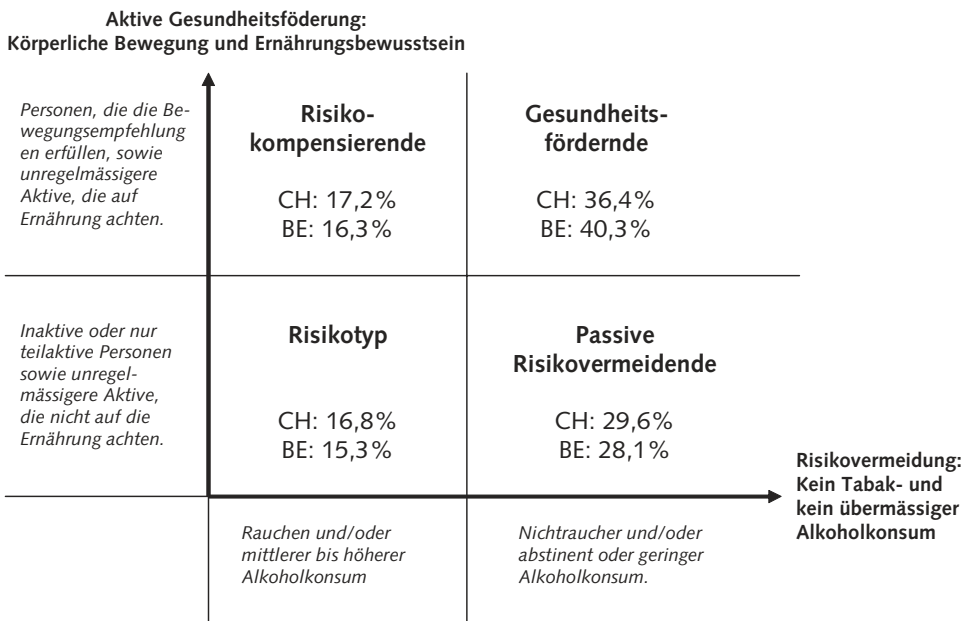 Aktive Gesundheitsföderung:
Körperliche Bewegung und Ernährungsbewusstsein
Personen, die die Be-
wegungsempfehlung
en erfüllen, sowie
unregelmässigere
Aktive, die auf
Ernährung achten.
Risiko-
kompensierende
CH: 17,2%
BE: 16,3%
Gesundheits-
fördernde
CH: 36,4%
BE: 40,3%
Inaktive oder nur
teilaktive Personen
sowie unregel-
mässigere Aktive,
die nicht auf die
Ernährung achten.
Risikotyp
CH: 16,8%
BE: 15,3%
Passive
Risikovermeidende
CH: 29,6%
BE: 28,1%
Risikovermeidung:
Kein Tabak- und
kein übermässiger
Alkoholkonsum
Rauchen und/oder
mittlerer bis höherer
Alkoholkonsum
Nichtraucher und/oder
abstinent oder geringer
Alkoholkonsum.